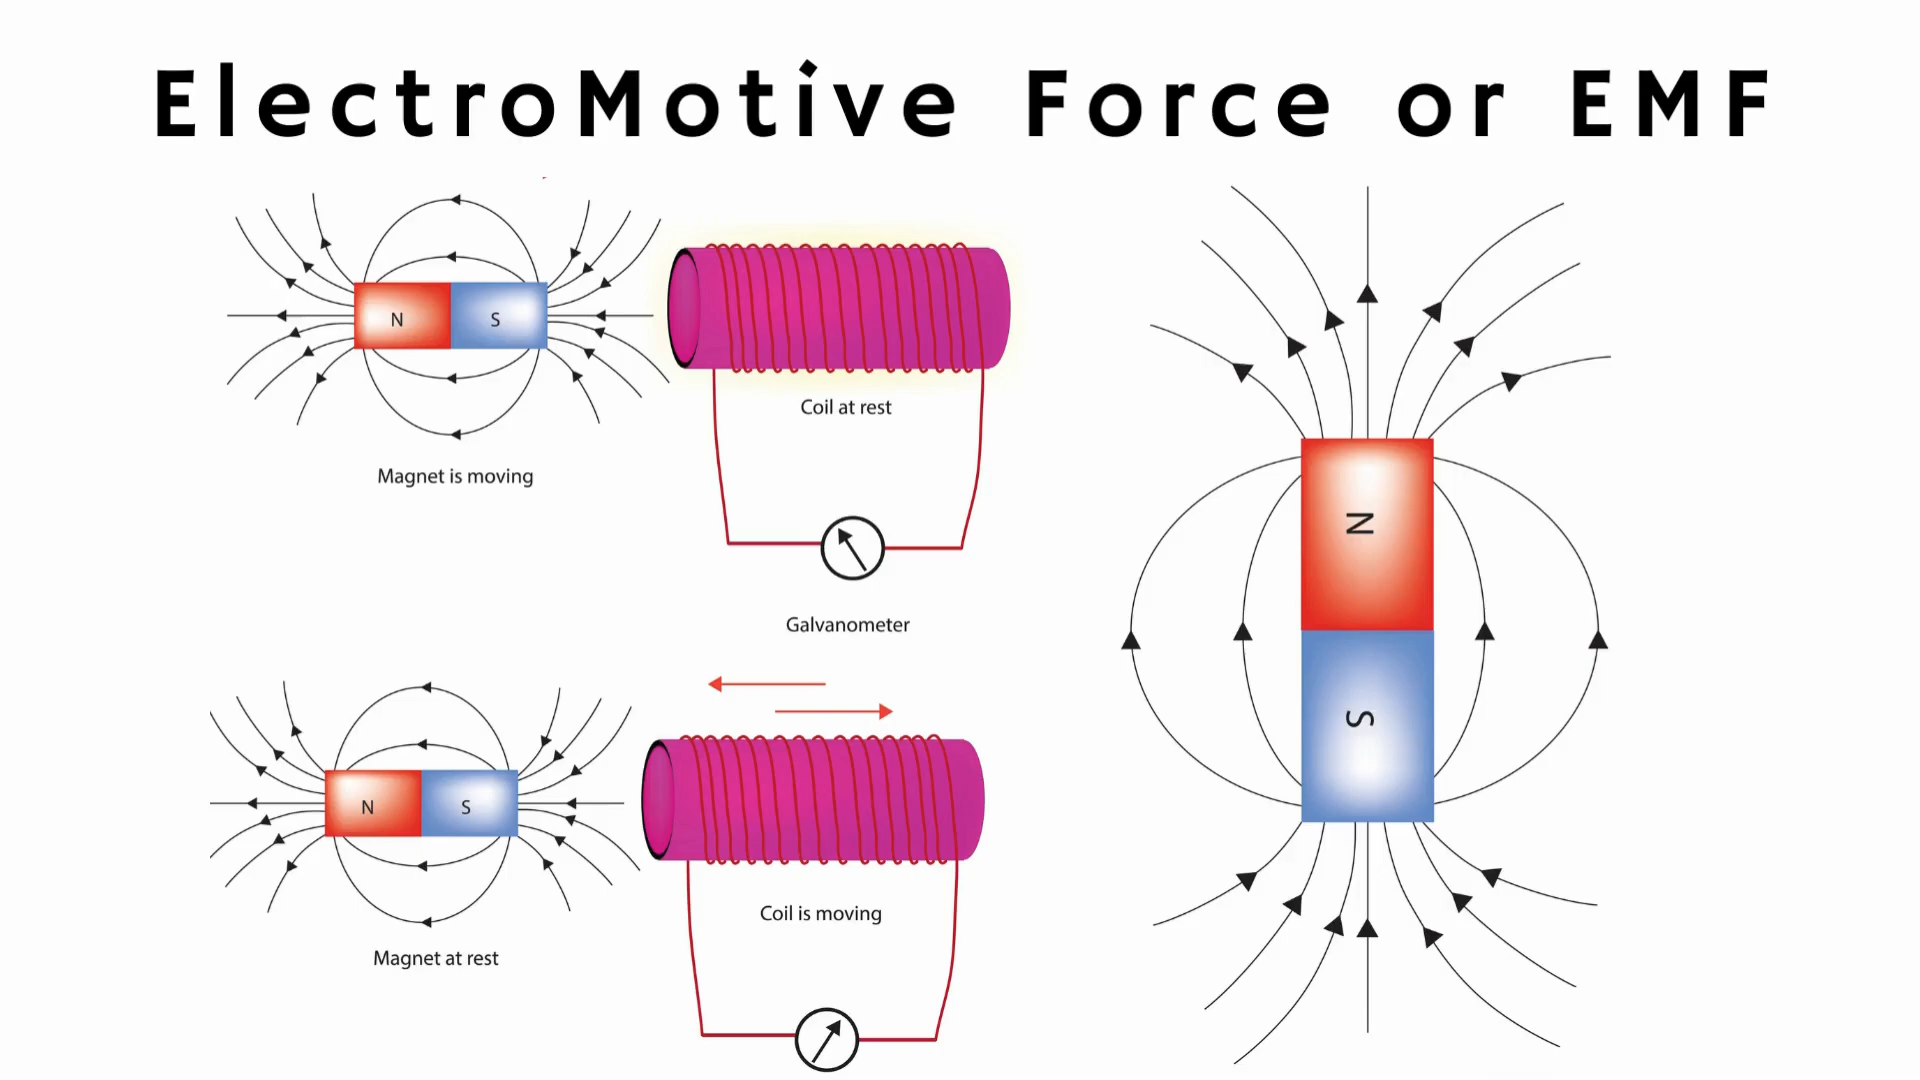 ElectroMotive Force or EMF
N S
Coil at rest
Magnet is moving
Galvanometer
N S
Coil is moving
Magnet at rest
N
S